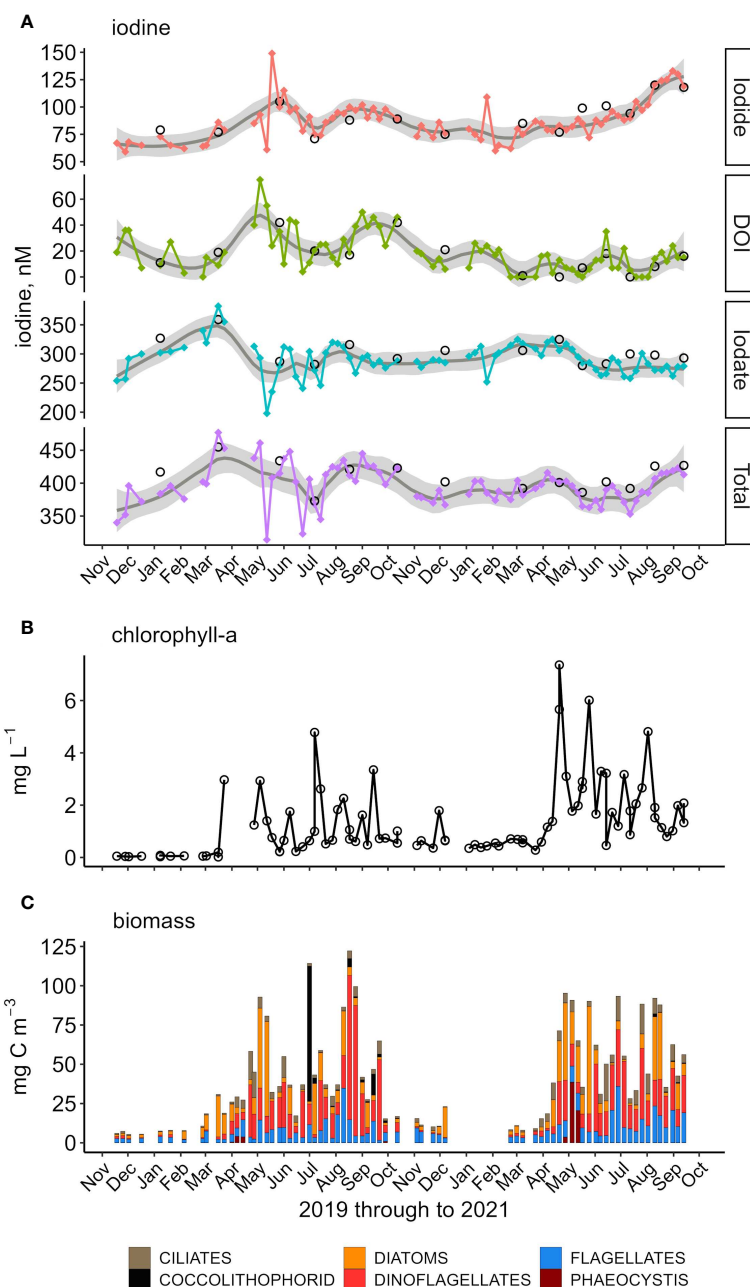 A
iodine
150
125
100
75
50
Iodide
60
40
20
0
DOI
iodine, nM
350
300
250
200
Iodate
450
400
350
Total
Nov Dec Jan Feb Mar Apr May Jun Jul Aug Sep Oct Nov Dec Jan Feb Mar Apr May Jun Jul Aug Sep Oct
B
chlorophyll-a
6
4
2
0
mg L⁻¹
C
biomass
125
100
75
50
25
0
mg C m⁻³
Nov Dec Jan Feb Mar Apr May Jun Jul Aug Sep Oct Nov Dec Jan Feb Mar Apr May Jun Jul Aug Sep Oct
2019 through to 2021
CILIATES DIATOMS FLAGELLATES
COCCOLITHOPHORID DINOFLAGELLATES PHAEOCYSTIS